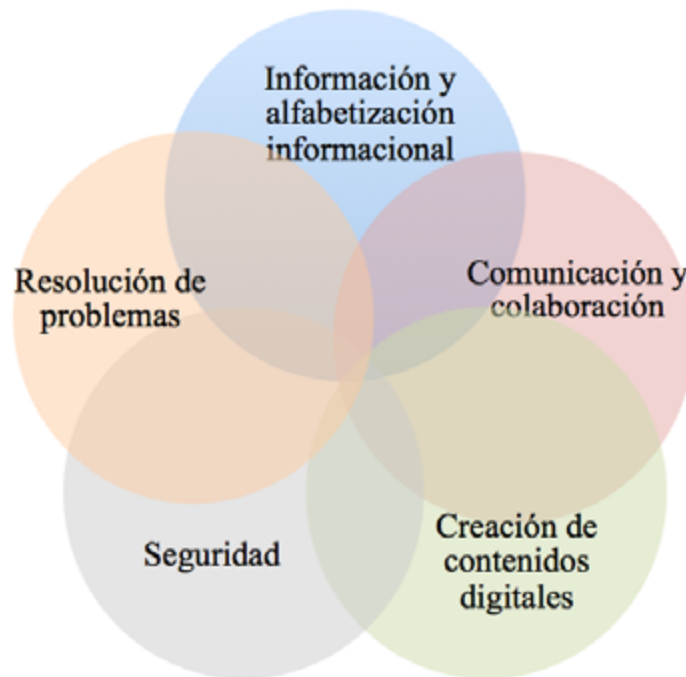 Información y
alfabetización
informacional
Resolución de
problemas
Comunicación y
colaboración
Seguridad
Creación de
contenidos
digitales